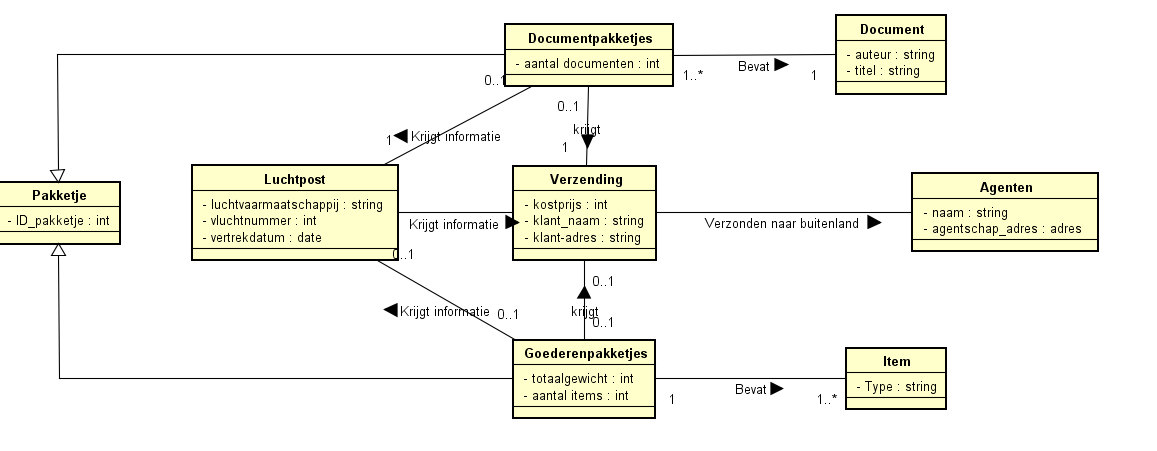 Document
- auteur : string
- titel : string
Documentpakketjes
- aantal documenten : int
0..1
1..*
Bevat
1
0..1
krijgt
1
1
Krijgt informatie
Pakketje
- ID_pakketje : int
Luchtpost
- luchtvaarmaatschappij : string
- vluchtnummer : int
- vertrekdatum : date
Krijgt informatie
Verzending
- kostprijs : int
- klant_naam : string
- klant-adres : string
Verzonden naar buitenland
Agenten
- naam : string
- agentschap_adres : adres
0..1
Krijgt informatie
0..1
0..1
krijgt
0..1
Goederenpakketjes
- totaalgewicht : int
- aantal items : int
1
Bevat
1..*
Item
- Type : string